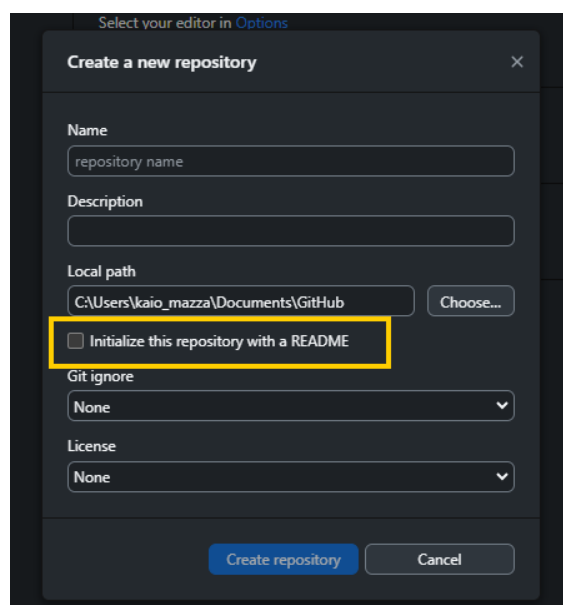 Select your editor in Options
Create a new repository
Name
repository name
Description
Local path
C:\Users\kaio_mazza\Documents\GitHub
Choose...
Initialize this repository with a README
Git ignore
None
License
None
Create repository
Cancel